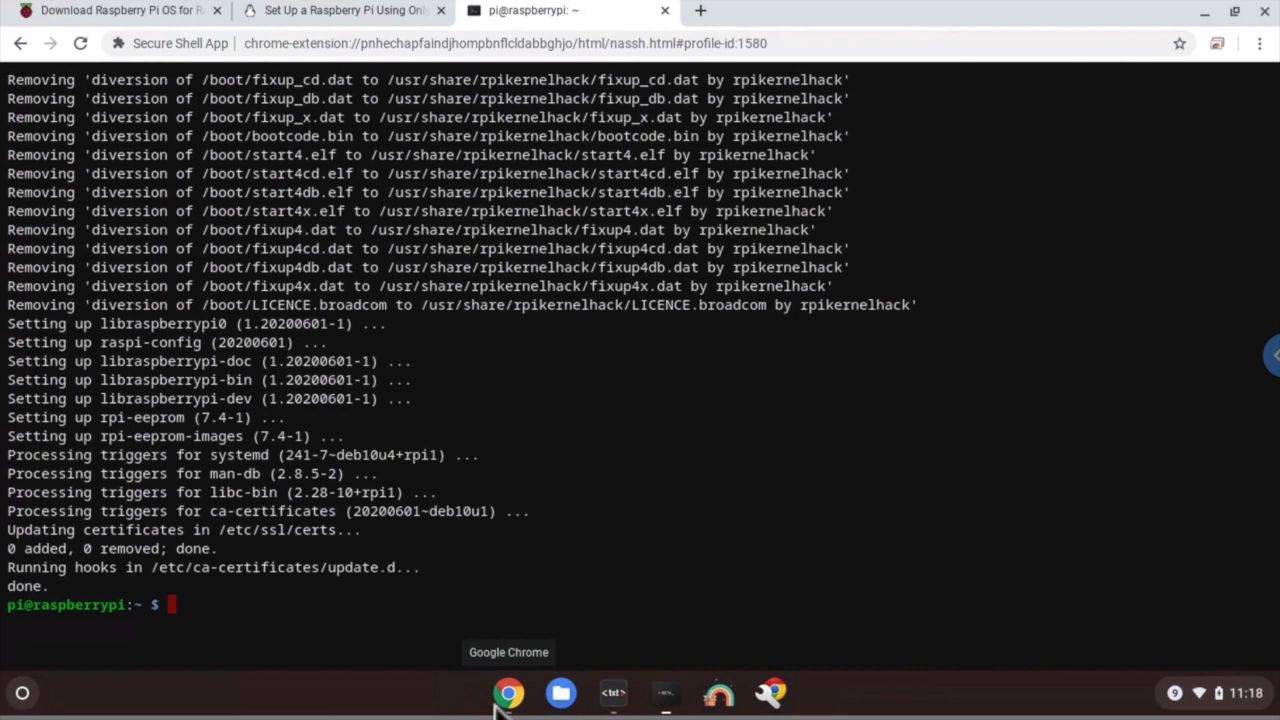 Download Raspberry Pi OS for R
Set Up a Raspberry Pi Using Onl
pi@raspberrypi: ~
Secure Shell App
chrome-extension://pnhechapfaindjhompbnflcldabbghjo/html/nassh.html#profile-id:1580
Removing 'diversion of /boot/fixup_cd.dat to /usr/share/rpikernelhack/fixup_cd.dat by rpikernelhack'
Removing 'diversion of /boot/fixup_db.dat to /usr/share/rpikernelhack/fixup_db.dat by rpikernelhack'
Removing 'diversion of /boot/fixup_x.dat to /usr/share/rpikernelhack/fixup_x.dat by rpikernelhack'
Removing 'diversion of /boot/bootcode.bin to /usr/share/rpikernelhack/bootcode.bin by rpikernelhack'
Removing 'diversion of /boot/start4.elf to /usr/share/rpikernelhack/start4.elf by rpikernelhack'
Removing 'diversion of /boot/start4cd.elf to /usr/share/rpikernelhack/start4cd.elf by rpikernelhack'
Removing 'diversion of /boot/start4db.elf to /usr/share/rpikernelhack/start4db.elf by rpikernelhack'
Removing 'diversion of /boot/start4x.elf to /usr/share/rpikernelhack/start4x.elf by rpikernelhack'
Removing 'diversion of /boot/fixup4.dat to /usr/share/rpikernelhack/fixup4.dat by rpikernelhack'
Removing 'diversion of /boot/fixup4cd.dat to /usr/share/rpikernelhack/fixup4cd.dat by rpikernelhack'
Removing 'diversion of /boot/fixup4db.dat to /usr/share/rpikernelhack/fixup4db.dat by rpikernelhack'
Removing 'diversion of /boot/fixup4x.dat to /usr/share/rpikernelhack/fixup4x.dat by rpikernelhack'
Removing 'diversion of /boot/LICENCE.broadcom to /usr/share/rpikernelhack/LICENCE.broadcom by rpikernelhack'
Setting up libraspberrypi0 (1.20200601-1) ...
Setting up raspi-config (20200601) ...
Setting up libraspberrypi-doc (1.20200601-1) ...
Setting up libraspberrypi-bin (1.20200601-1) ...
Setting up libraspberrypi-dev (1.20200601-1) ...
Setting up rpi-eeprom (7.4-1) ...
Setting up rpi-eeprom-images (7.4-1) ...
Processing triggers for systemd (241-7~deb10u4+rpi1) ...
Processing triggers for man-db (2.8.5-2) ...
Processing triggers for libc-bin (2.28-10+rpi1) ...
Processing triggers for ca-certificates (20200601~deb10u1) ...
Updating certificates in /etc/ssl/certs...
0 added, 0 removed; done.
Running hooks in /etc/ca-certificates/update.d...
done.
pi@raspberrypi:~ $
Google Chrome
<txt>
9 11:18